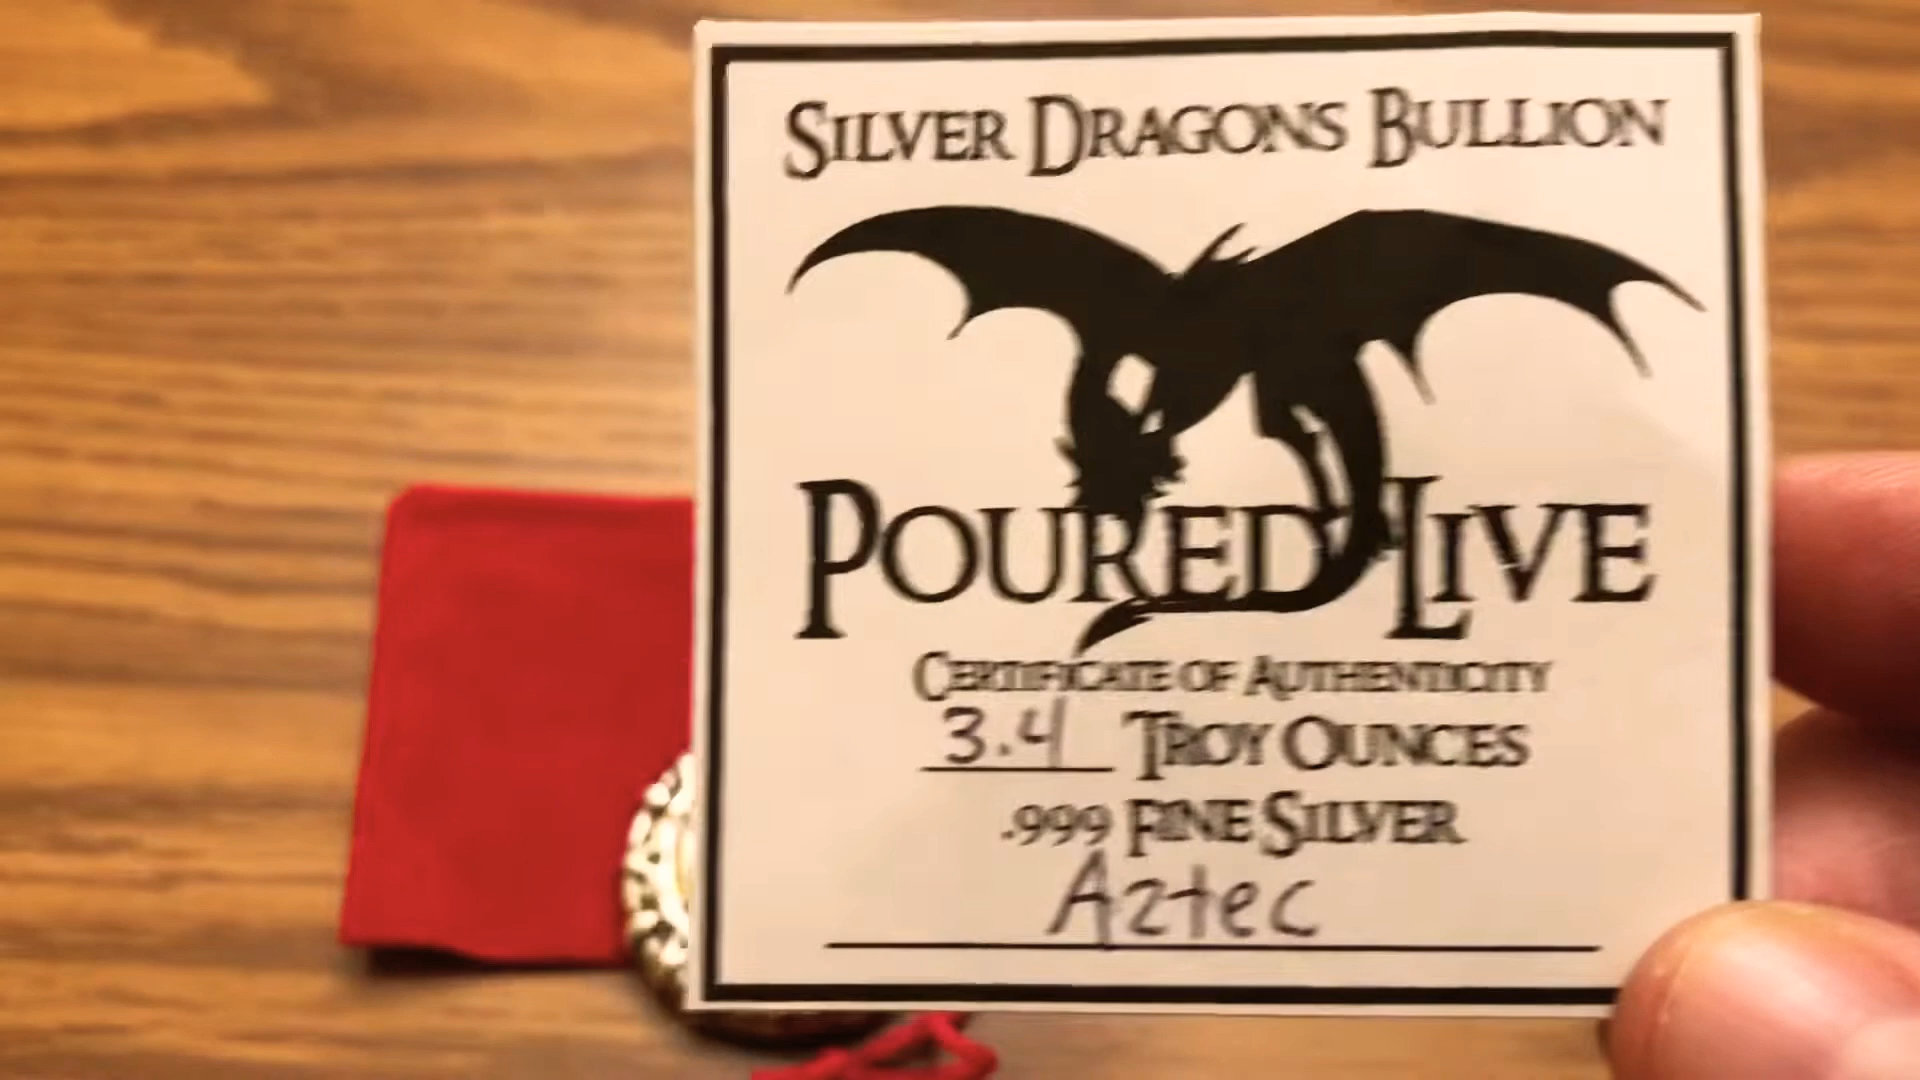 Silver Dragons Bullion
Poured Live
Certificate of Authenticity
3.4 Troy Ounces
.999 Fine Silver
Aztec